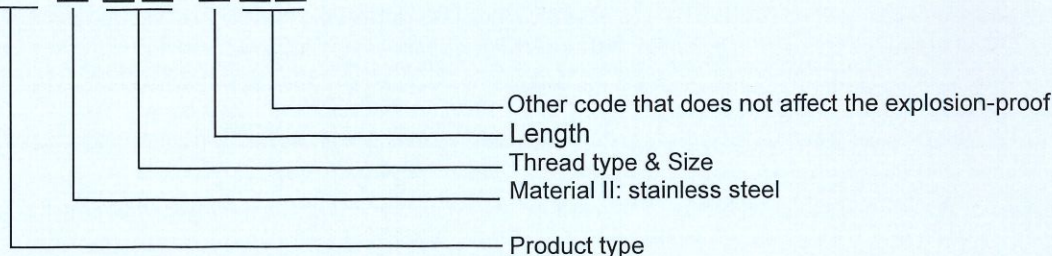 Other code that does not affect the explosion-proof
Length
Thread type & Size
Material II: stainless steel
Product type